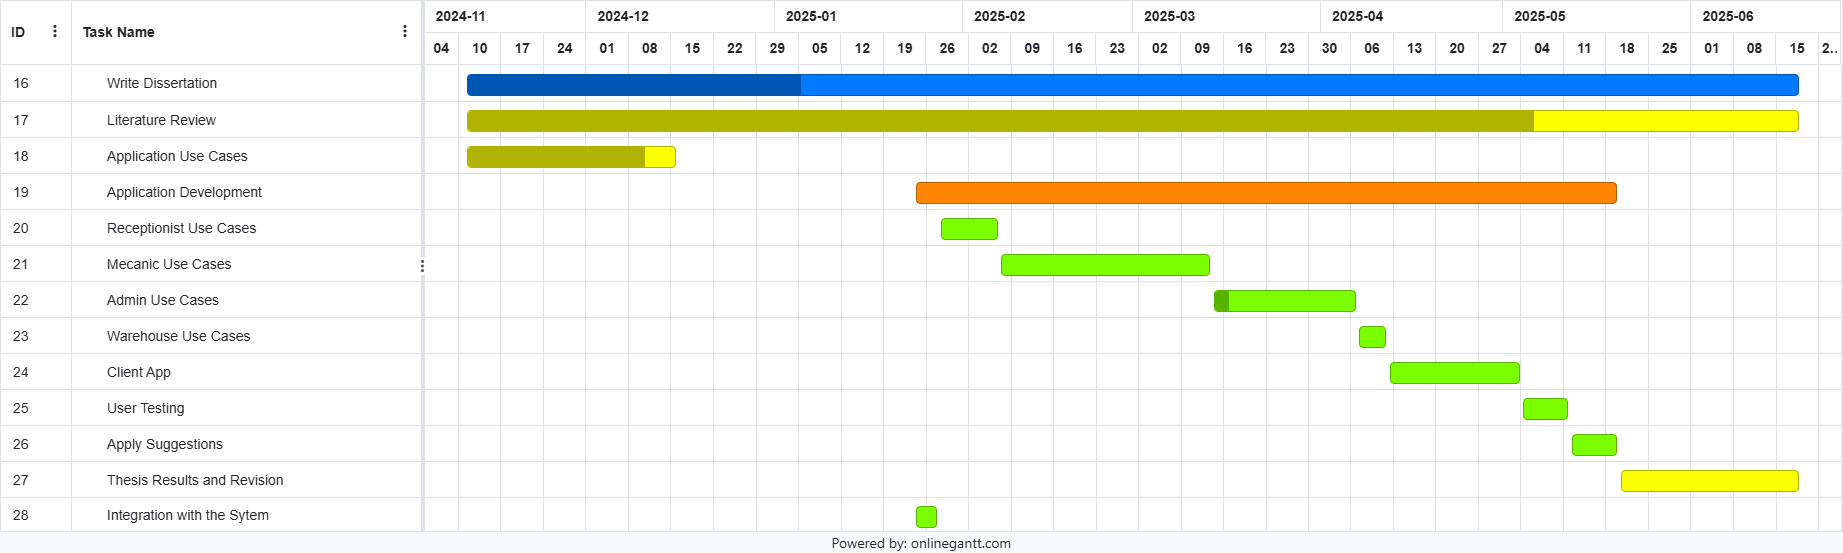 2024-11 2024-12 2025-01 2025-02 2025-03 2025-04 2025-05 2025-06
ID Task Name
04 10 17 24 01 08 15 22 29 05 12 19 26 02 09 16 23 02 09 16 23 30 06 13 20 27 04 11 18 25 01 08 15 2..
16 Write Dissertation
17 Literature Review
18 Application Use Cases
19 Application Development
20 Receptionist Use Cases
21 Mecanic Use Cases
22 Admin Use Cases
23 Warehouse Use Cases
24 Client App
25 User Testing
26 Apply Suggestions
27 Thesis Results and Revision
28 Integration with the Sytem
Powered by: onlinegantt.com